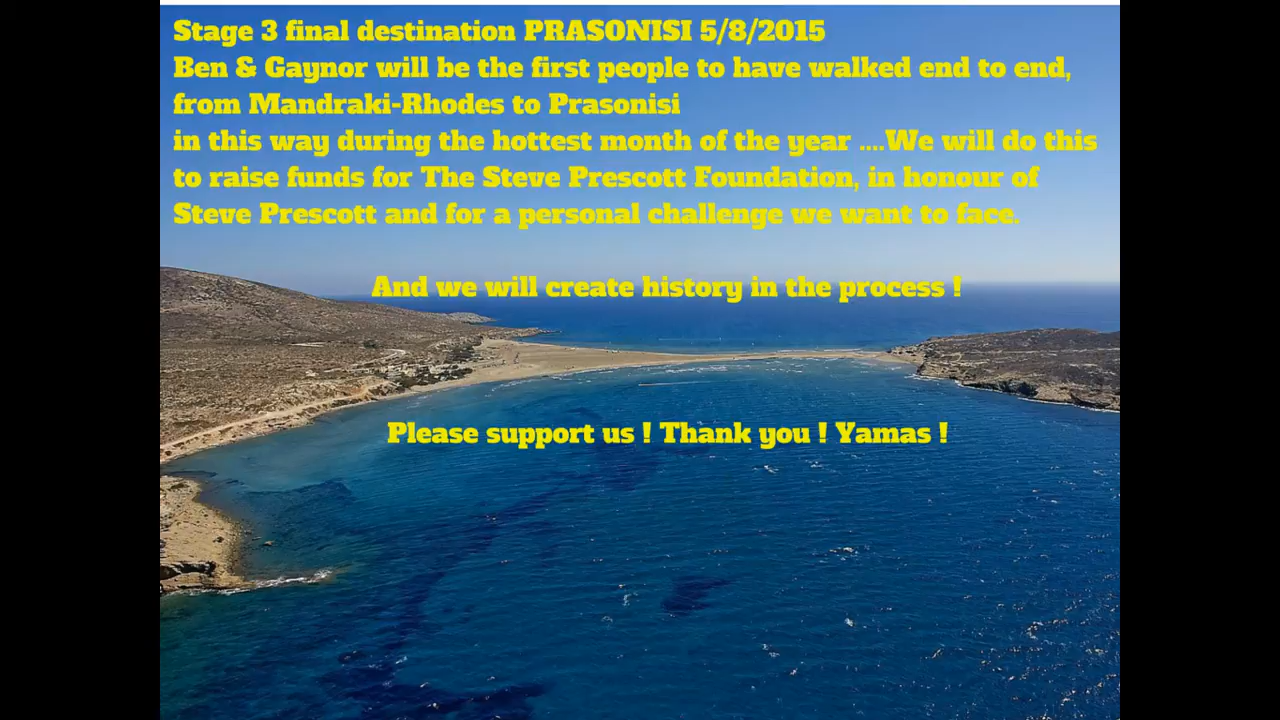 Stage 3 final destination PRASONISI 5/8/2015
Ben & Gaynor will be the first people to have walked end to end,
from Mandraki-Rhodes to Prasonisi
in this way during the hottest month of the year ....We will do this
to raise funds for The Steve Prescott Foundation, in honour of
Steve Prescott and for a personal challenge we want to face.
And we will create history in the process !
Please support us ! Thank you ! Yamas !